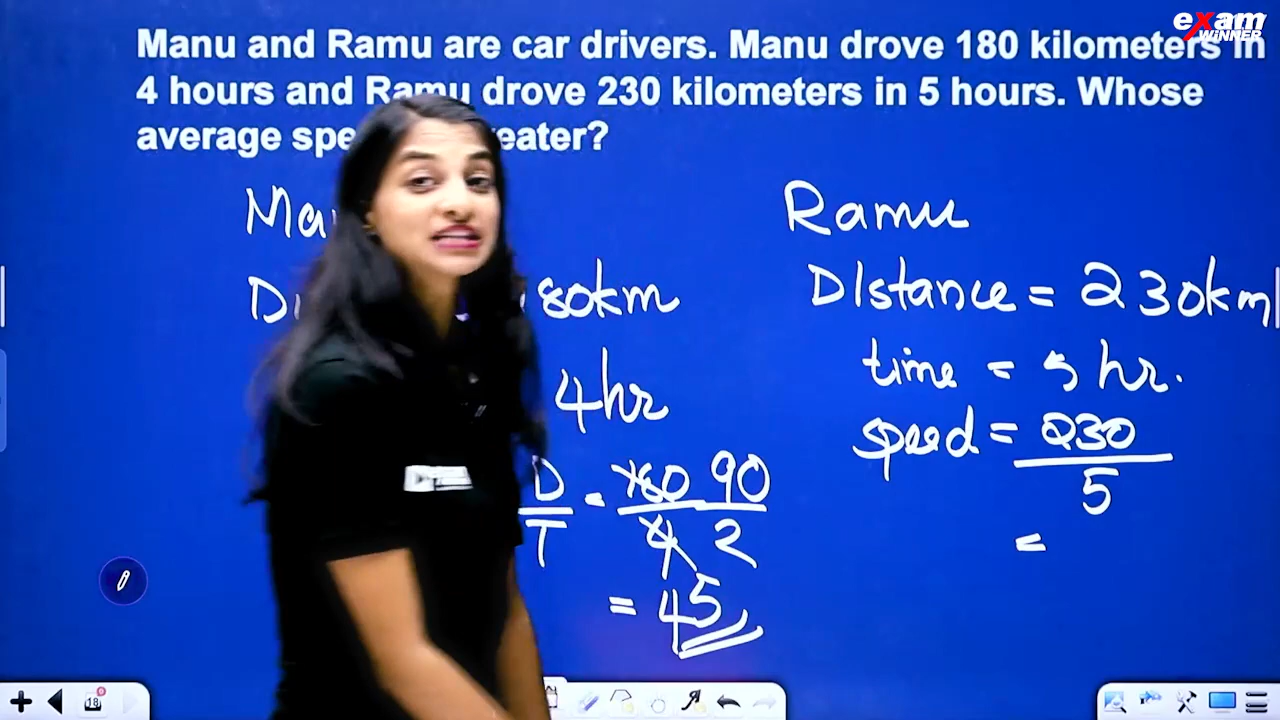 exam
WiNNER
Manu and Ramu are car drivers. Manu drove 180 kilometers in
4 hours and Ramu drove 230 kilometers in 5 hours. Whose
average spe eater?
Ma
Ramu
D 80km
Distance = 230km
4hr
time = 5 hr.
speed = 230
5
=
D
T
= 180 90
4 2
= 45
18